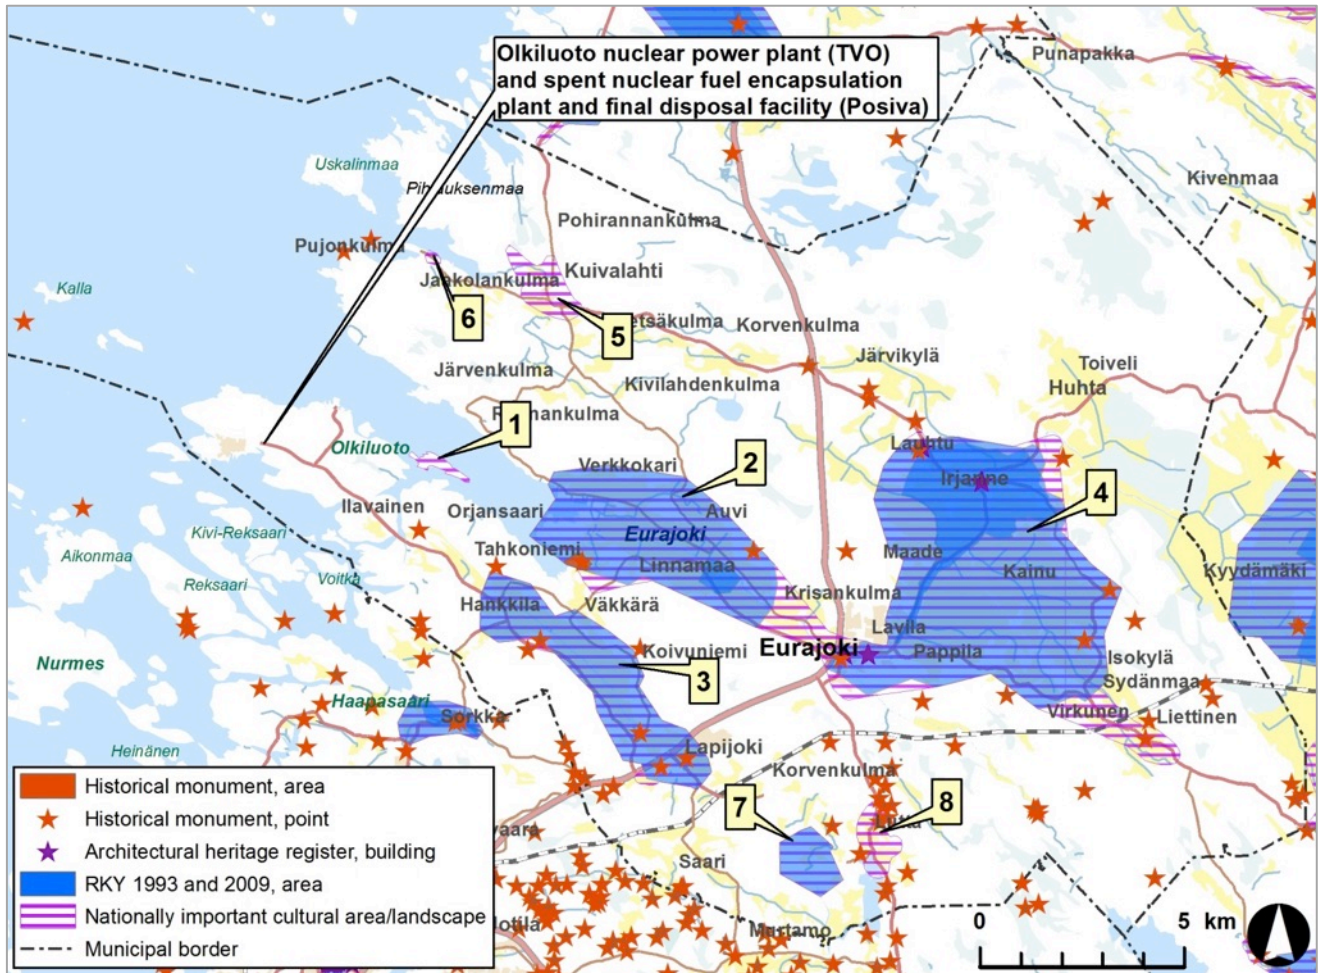 Olkiluoto nuclear power plant (TVO)
and spent nuclear fuel encapsulation
plant and final disposal facility (Posiva)
Punapakka
Uskalinmaa
Kivenmaa
Pohirannankulma
Pujonkulma
Kuivalahti
Jaakolankulma
Kalla
6
5
Korvenkulma
Järvikylä
Toiveli
Järvenkulma
Kivilahdenkulma
Huhta
1
Lauhtu
Olkiluoto
Verkkokari
2
Irjanne
4
Ilavainen
Orjansaari
Auvi
Kivi-Reksaari
Eurajoki
Aikonmaa
Tahkoniemi
Maade
Reksaari
Voitka
Linnamaa
Kainu
Kyydämäki
Hankkila
Väkkärä
Krisankulma
Lavila
Koivuniemi
Eurajoki
Pappila
Isokylä
Nurmes
3
Sydänmaa
Haapasaari
Sorkka
Virkunen
Liettinen
Heinänen
Lapijoki
Korvenkulma
7
8
Saari
Murtamo
Historical monument, area
Historical monument, point
Architectural heritage register, building
RKY 1993 and 2009, area
Nationally important cultural area/landscape
Municipal border
0 5 km